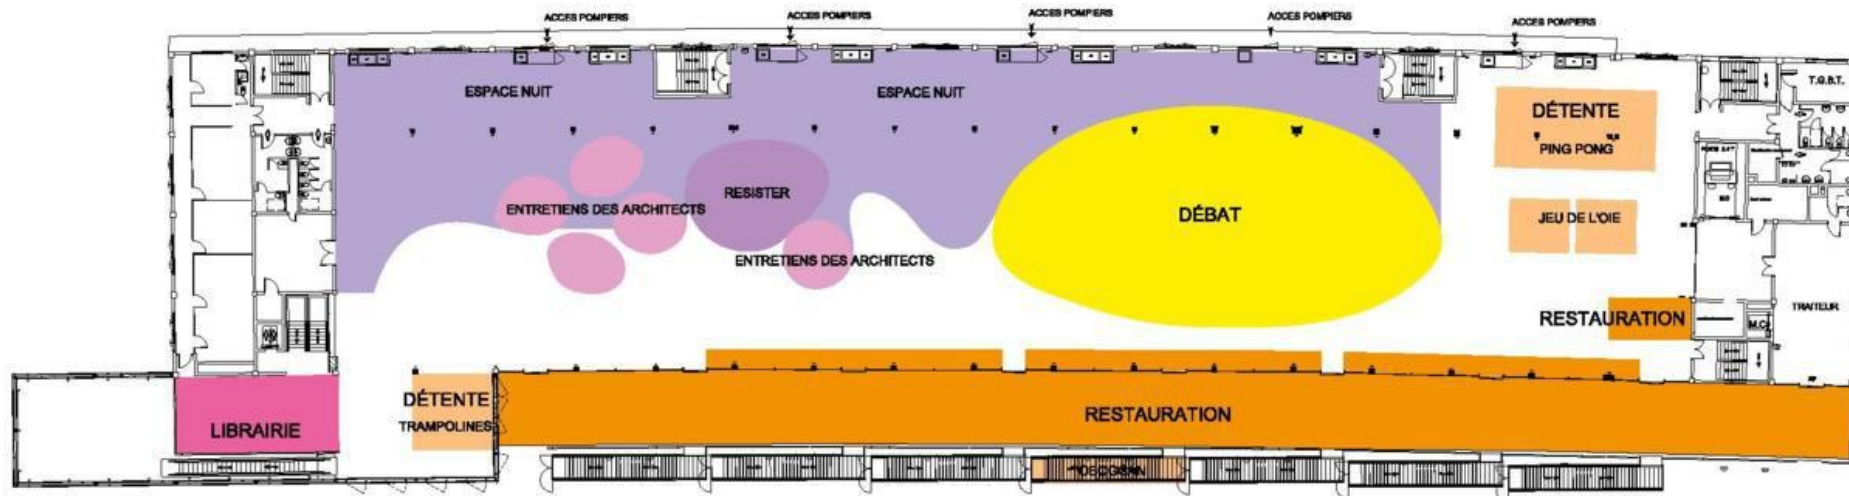 ACCES POMPIERS
ACCES POMPIERS
ACCES POMPIERS
ACCES POMPIERS
ACCES POMPIERS
ESPACE NUIT
ESPACE NUIT
T.G.B.T.
DÉTENTE
PING PONG
RESISTER
ENTRETIENS DES ARCHITECTS
DÉBAT
JEU DE L'OIE
ENTRETIENS DES ARCHITECTS
RESTAURATION
TRAITEUR
M.C.
DÉTENTE
TRAMPOLINES
LIBRAIRIE
RESTAURATION
TOBOGGAN